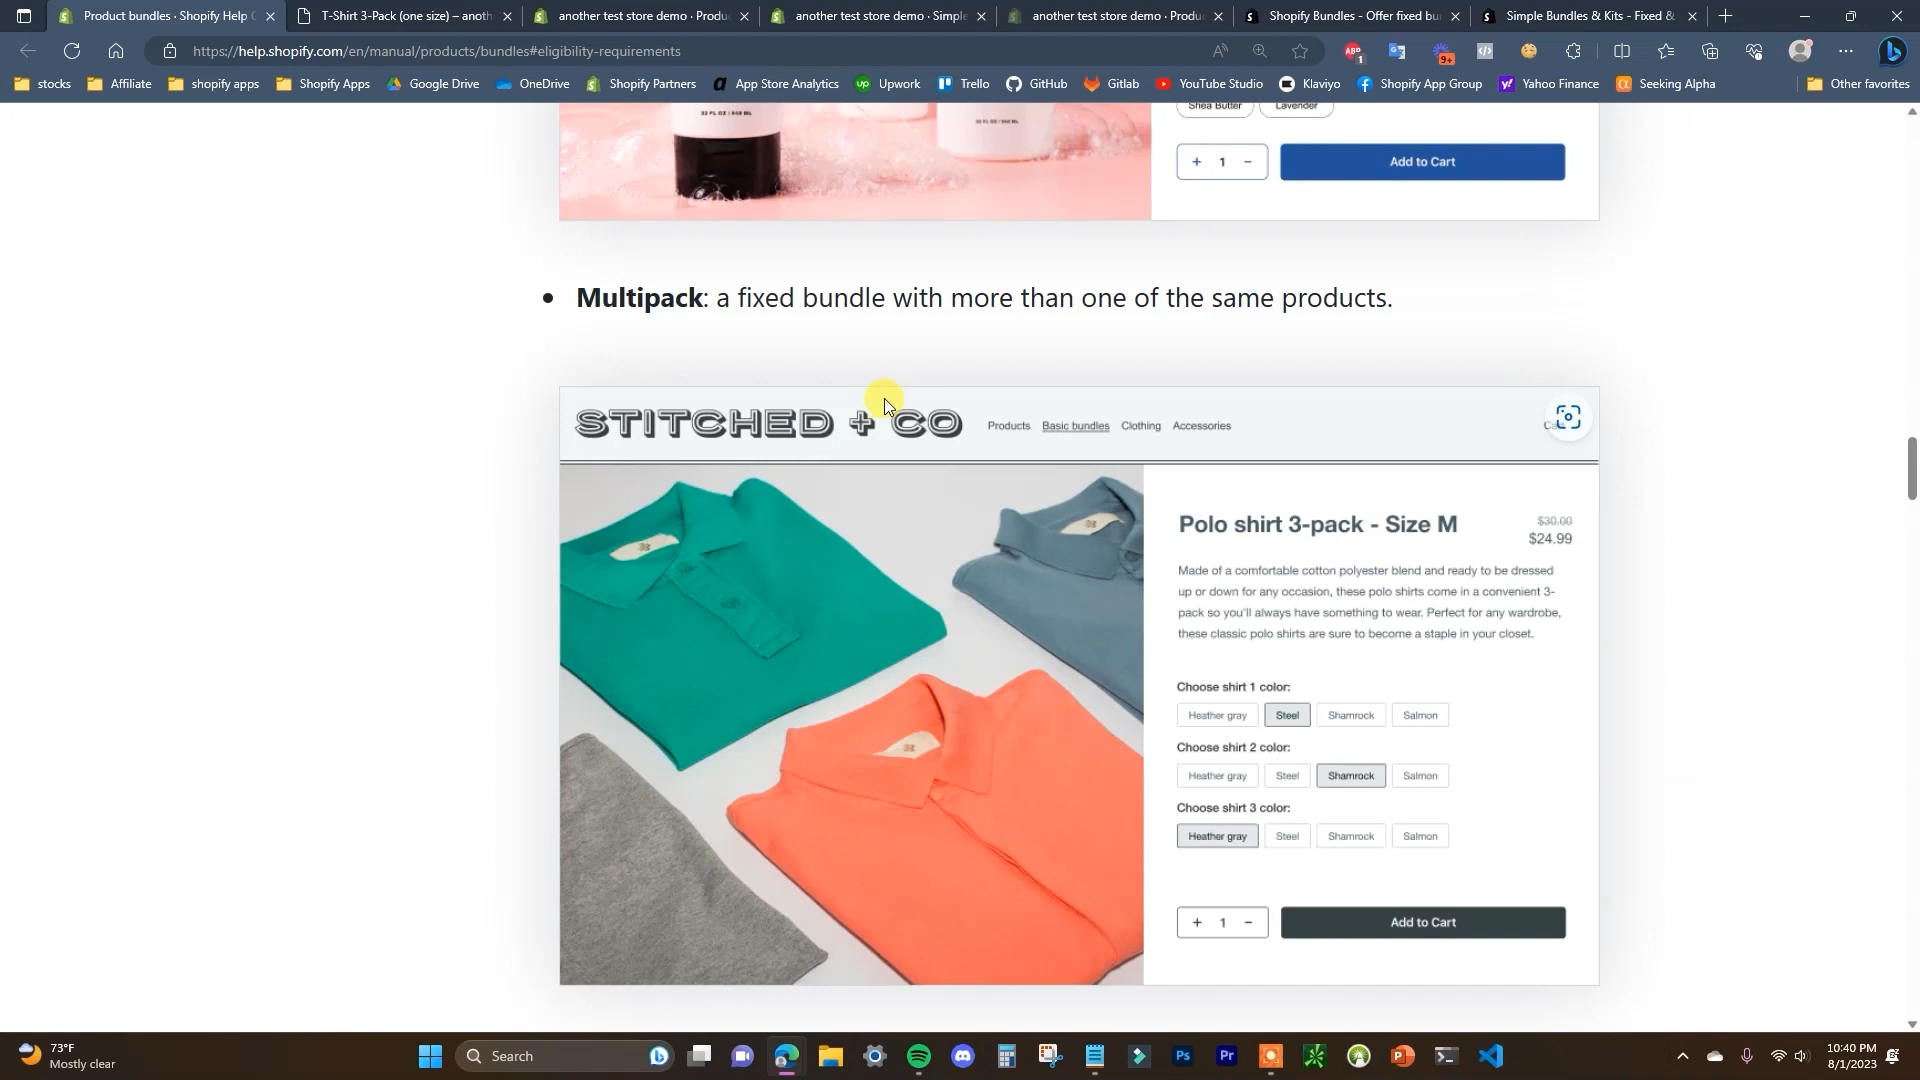 Product bundles · Shopify Help C
T-Shirt 3-Pack (one size) – anoth
another test store demo · Produc
another test store demo · Simple
another test store demo · Produc
Shopify Bundles - Offer fixed bun
Simple Bundles & Kits - Fixed &
https://help.shopify.com/en/manual/products/bundles#eligibility-requirements
stocks
Affiliate
shopify apps
Shopify Apps
Google Drive
OneDrive
Shopify Partners
App Store Analytics
Upwork
Trello
GitHub
Gitlab
YouTube Studio
Klaviyo
Shopify App Group
Yahoo Finance
Seeking Alpha
Other favorites
Shea Butter
Lavender
32 FL OZ / 946 ML
+ 1 −
Add to Cart
• Multipack: a fixed bundle with more than one of the same products.
STITCHED + CO
Products
Basic bundles
Clothing
Accessories
Polo shirt 3-pack - Size M
$30.00
$24.99
Made of a comfortable cotton polyester blend and ready to be dressed
up or down for any occasion, these polo shirts come in a convenient 3-
pack so you'll always have something to wear. Perfect for any wardrobe,
these classic polo shirts are sure to become a staple in your closet.
Choose shirt 1 color:
Heather gray Steel Shamrock Salmon
Choose shirt 2 color:
Heather gray Steel Shamrock Salmon
Choose shirt 3 color:
Heather gray Steel Shamrock Salmon
+ 1 −
Add to Cart
73°F
Mostly clear
Search
10:40 PM
8/1/2023